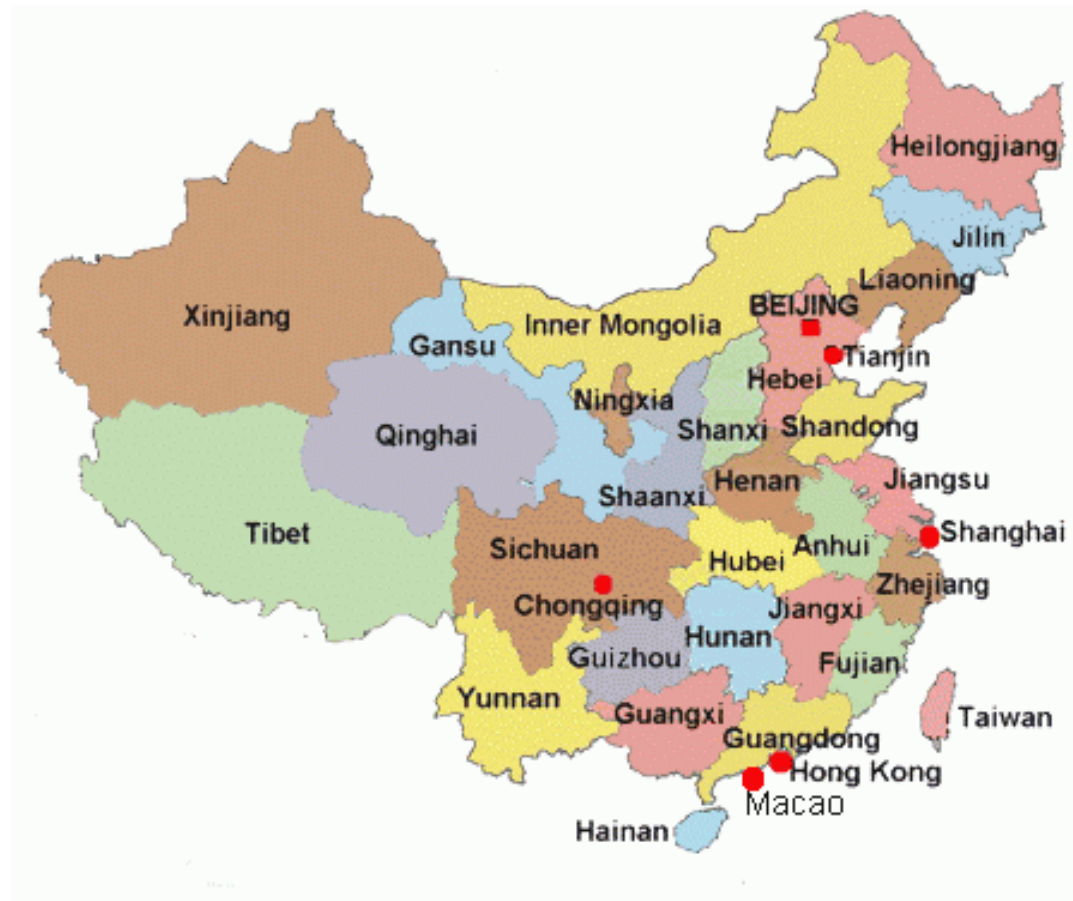 Heilongjiang
Jilin
Liaoning
BEIJING
Xinjiang
Inner Mongolia
Gansu
Tianjin
Hebei
Ningxia
Qinghai
Shanxi
Shandong
Henan
Jiangsu
Shaanxi
Tibet
Shanghai
Sichuan
Anhui
Hubei
Zhejiang
Chongqing
Jiangxi
Hunan
Guizhou
Fujian
Yunnan
Guangxi
Taiwan
Guangdong
Hong Kong
Macao
Hainan